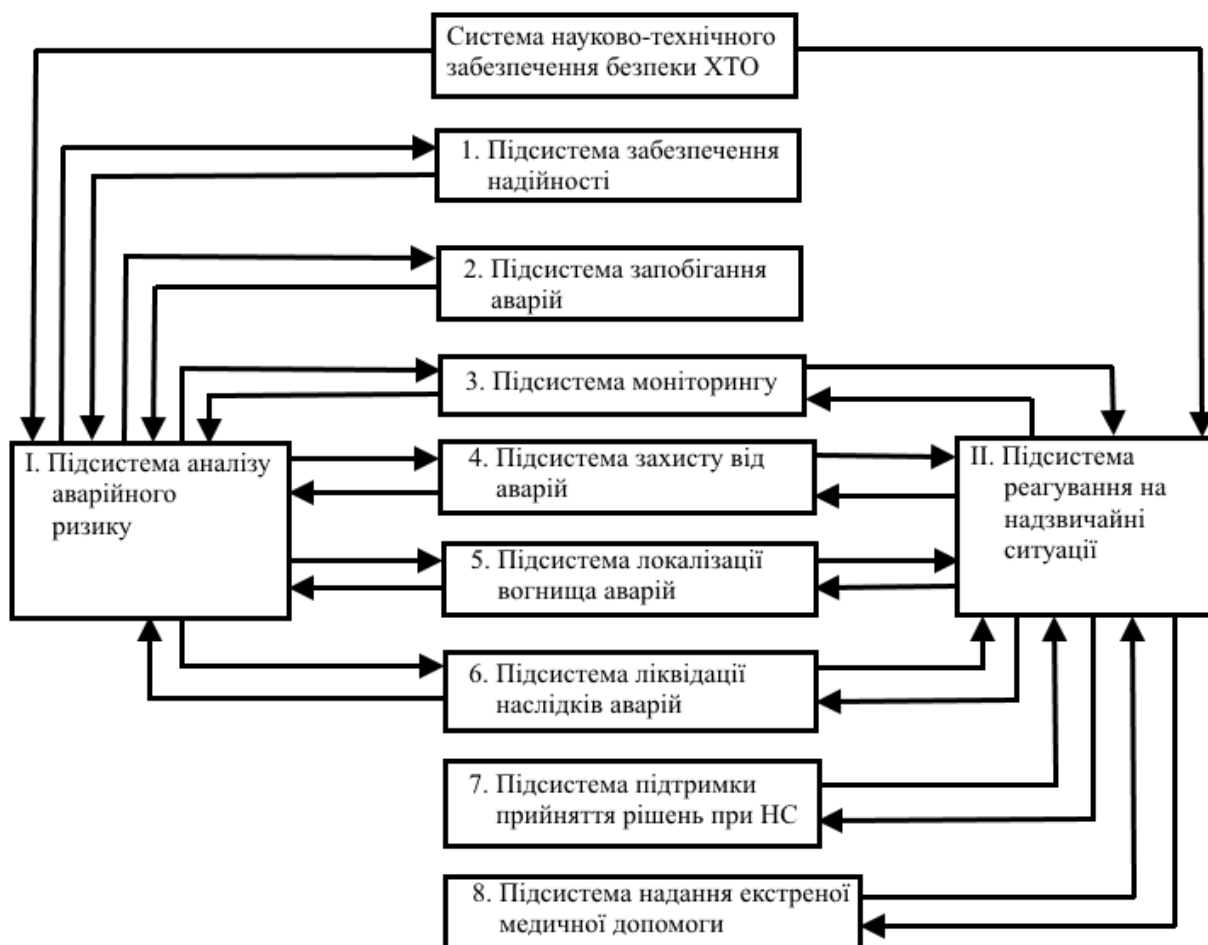 Система науково-технічного
забезпечення безпеки ХТО
1. Підсистема забезпечення
надійності
2. Підсистема запобігання
аварій
3. Підсистема моніторингу
I. Підсистема аналізу
аварійного
ризику
4. Підсистема захисту від
аварій
II. Підсистема
реагування на
надзвичайні
ситуації
5. Підсистема локалізації
вогнища аварій
6. Підсистема ліквідації
наслідків аварій
7. Підсистема підтримки
прийняття рішень при НС
8. Підсистема надання екстреної
медичної допомоги